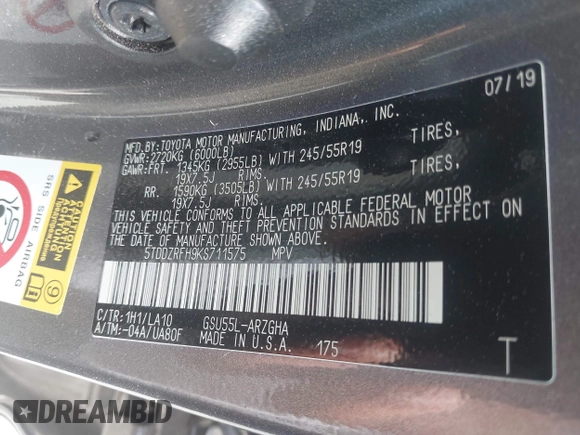 07/19
MFD.BY:TOYOTA MOTOR MANUFACTURING, INDIANA, INC.
GVWR:2720KG (6000LB)
GAWR:FRT. 1345KG (2955LB) WITH 245/55R19 TIRES,
19X7.5J RIMS.
RR. 1590KG (3505LB) WITH 245/55R19 TIRES,
19X7.5J RIMS.
THIS VEHICLE CONFORMS TO ALL APPLICABLE FEDERAL MOTOR
VEHICLE SAFETY AND THEFT PREVENTION STANDARDS IN EFFECT ON
THE DATE OF MANUFACTURE SHOWN ABOVE.
5TDDZRFH9KS711575 MPV
C/TR:1H1/LA10 GSU55L-ARZGHA
A/TM:-04A/UA80F MADE IN U.S.A. 175
T
SRS SIDE AIRBAG
ATTENTION
DREAMBID